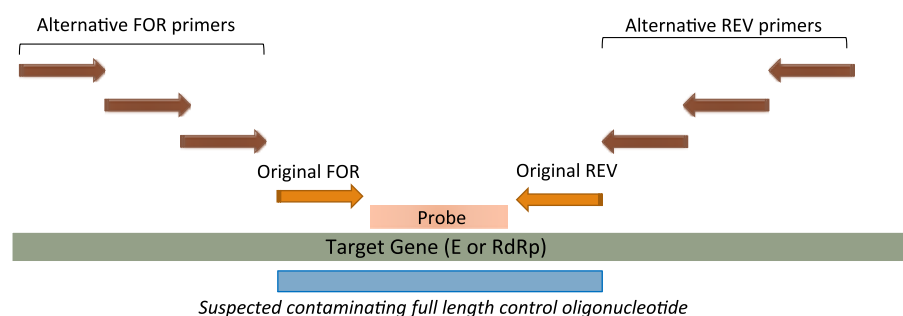 Alternative FOR primers
Alternative REV primers
Original FOR
Original REV
Probe
Target Gene (E or RdRp)
Suspected contaminating full length control oligonucleotide